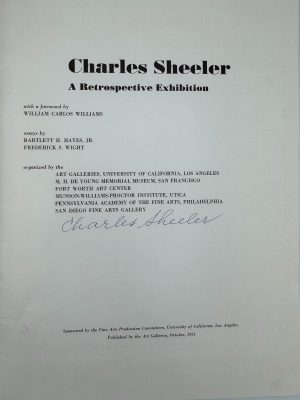 Charles Sheeler
A Retrospective Exhibition
with a foreword by
WILLIAM CARLOS WILLIAMS
essays by
BARTLETT H. HAYES, JR.
FREDERICK S. WIGHT
organized by the
ART GALLERIES, UNIVERSITY OF CALIFORNIA, LOS ANGELES
M. H. DE YOUNG MEMORIAL MUSEUM, SAN FRANCISCO
FORT WORTH ART CENTER
MUNSON-WILLIAMS-PROCTOR INSTITUTE, UTICA
PENNSYLVANIA ACADEMY OF THE FINE ARTS, PHILADELPHIA
SAN DIEGO FINE ARTS GALLERY
Charles Sheeler
Sponsored by the Fine Arts Production Committees, University of California, Los Angeles
Published by the Art Galleries, October, 1954